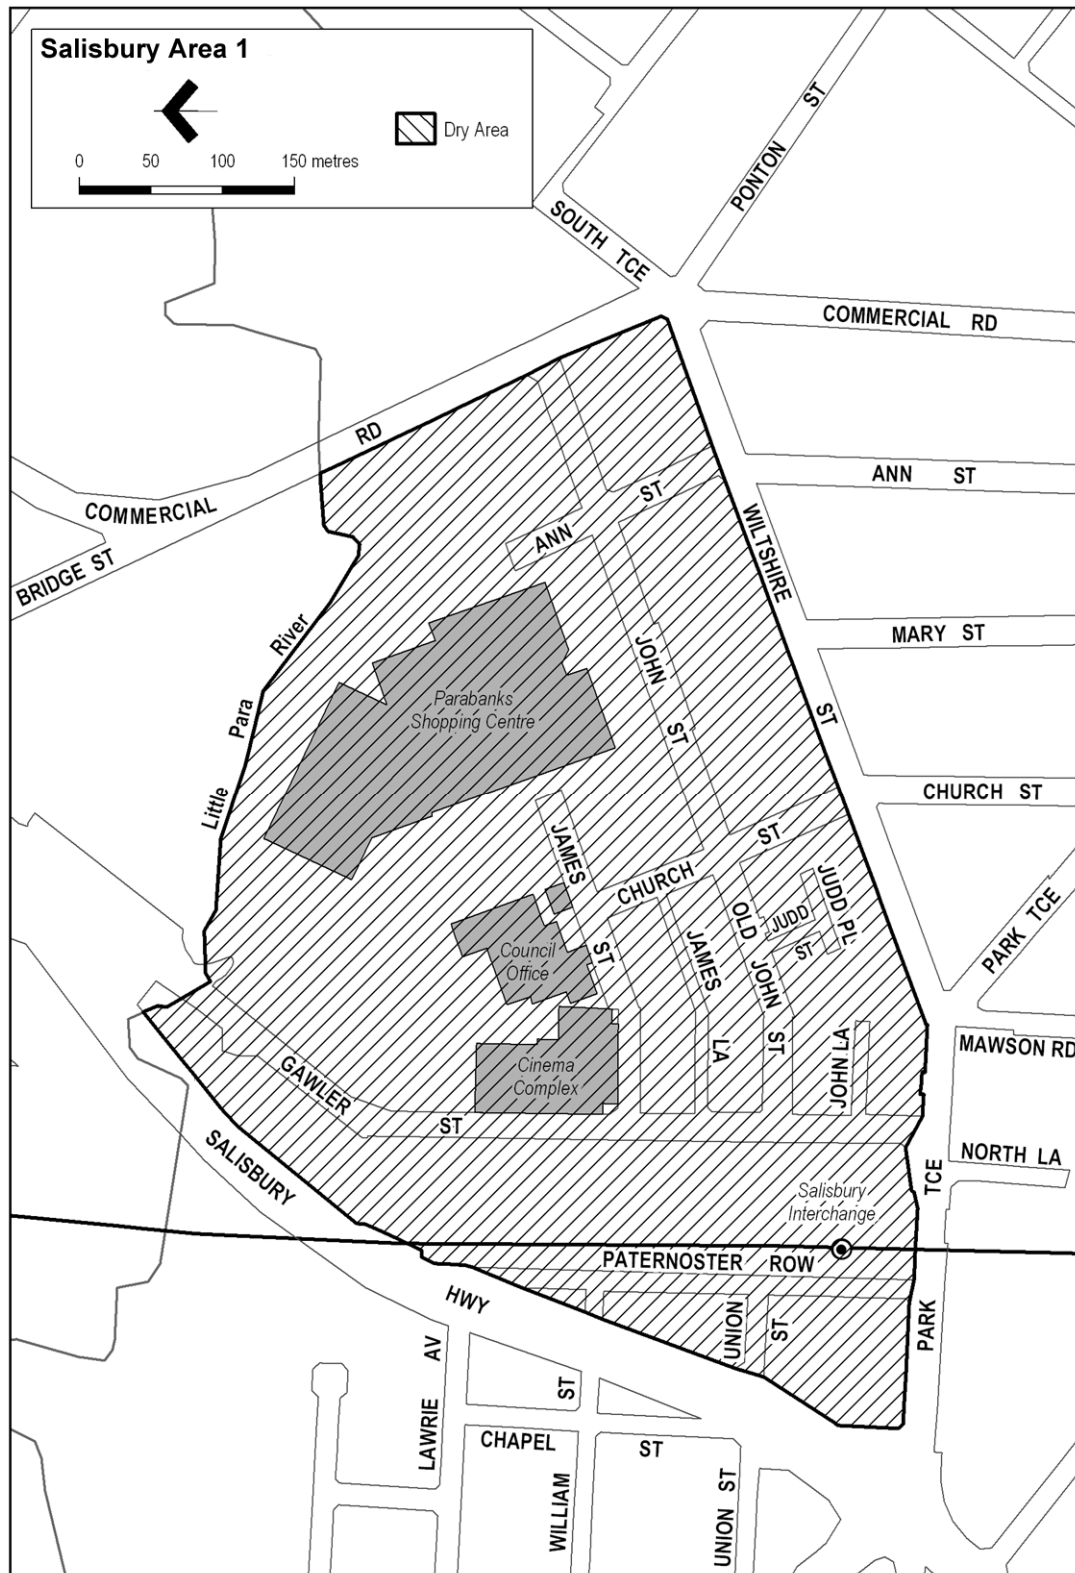 Salisbury Area 1
Dry Area
0 50 100 150 metres
PONTON ST
SOUTH TCE
COMMERCIAL RD
COMMERCIAL RD
BRIDGE ST
ANN ST
ANN ST
WILTSHIRE ST
MARY ST
JOHN ST
Little Para River
Parabanks
Shopping Centre
CHURCH ST
CHURCH ST
JAMES ST
JUDD PL
JUDD ST
OLD JOHN ST
JAMES LA
PARK TCE
Council
Office
Cinema
Complex
JOHN LA
MAWSON RD
GAWLER ST
NORTH LA
SALISBURY HWY
Salisbury
Interchange
PARK TCE
PATERNOSTER ROW
UNION ST
LAWRIE AV
WILLIAM ST
CHAPEL ST
UNION ST